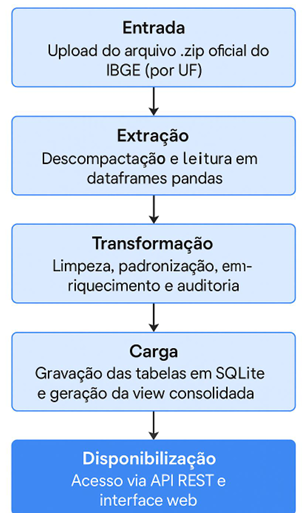 Entrada
Upload do arquivo .zip oficial do
IBGE (por UF)
Extração
Descompactação e leitura em
dataframes pandas
Transformação
Limpeza, padronização, em-
riquecimento e auditoria
Carga
Gravação das tabelas em SQLite
e geração da view consolidada
Disponibilização
Acesso via API REST e
interface web